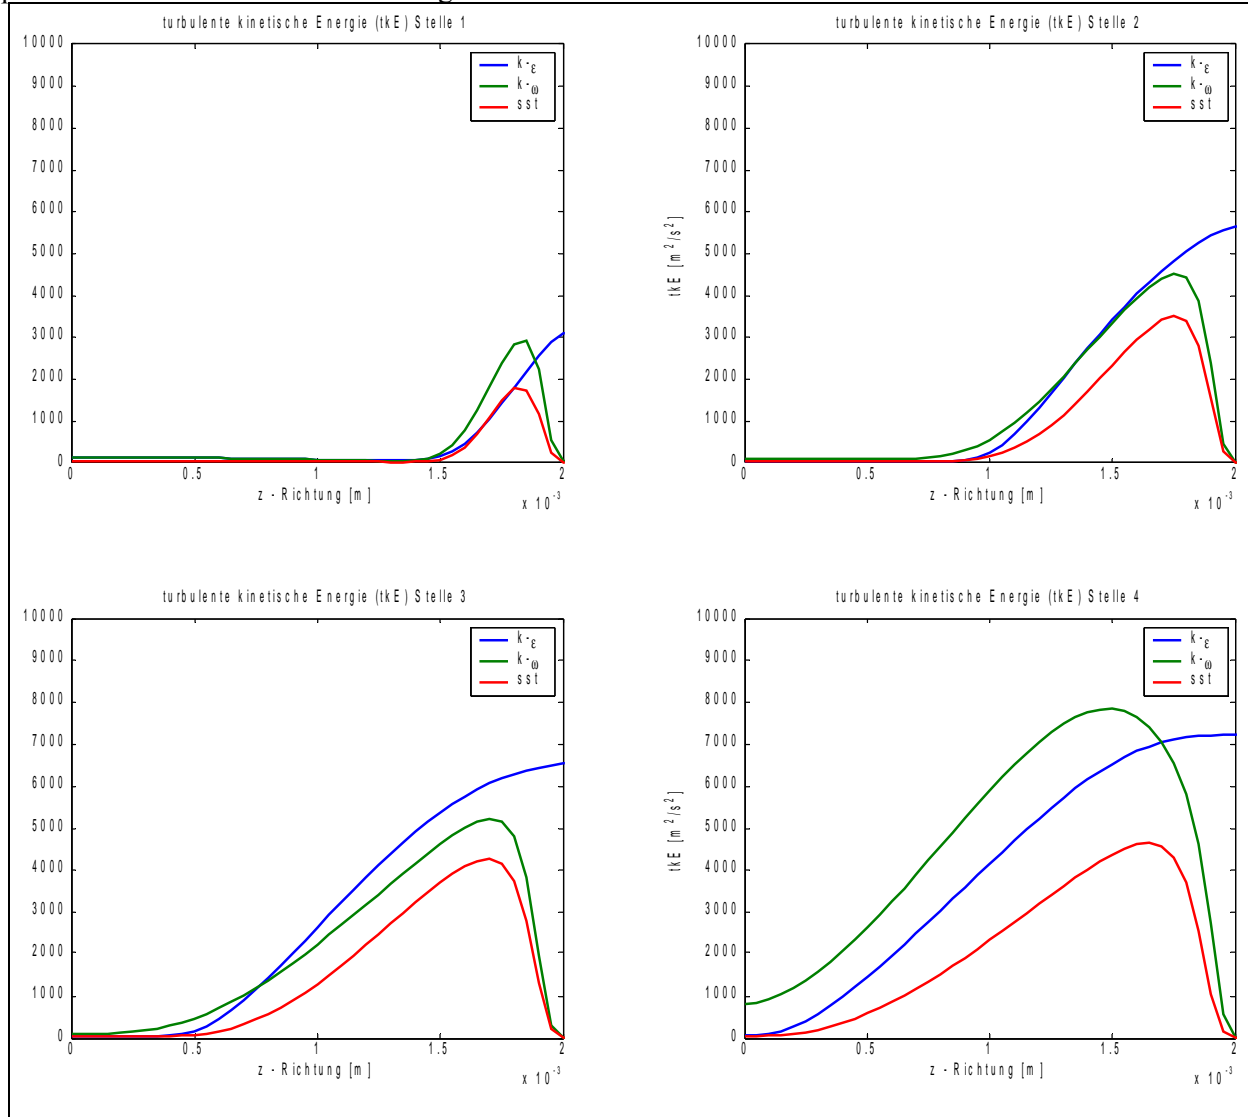 turbulente kinetische Energie (tkE) Stelle 1
10000
9000
8000
7000
6000
5000
4000
3000
2000
1000
0
k-ε
k-ω
sst
0 0.5 1 1.5 2
z - Richtung [m]
x 10^-3
turbulente kinetische Energie (tkE) Stelle 2
10000
9000
8000
7000
6000
5000
4000
3000
2000
1000
0
tkE [m²/s²]
k-ε
k-ω
sst
0 0.5 1 1.5 2
z - Richtung [m]
x 10^-3
turbulente kinetische Energie (tkE) Stelle 3
10000
9000
8000
7000
6000
5000
4000
3000
2000
1000
0
k-ε
k-ω
sst
0 0.5 1 1.5 2
z - Richtung [m]
x 10^-3
turbulente kinetische Energie (tkE) Stelle 4
10000
9000
8000
7000
6000
5000
4000
3000
2000
1000
0
tkE [m²/s²]
k-ε
k-ω
sst
0 0.5 1 1.5 2
z - Richtung [m]
x 10^-3